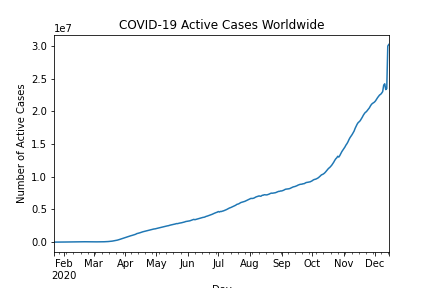 COVID-19 Active Cases Worldwide
1e7
3.0
2.5
2.0
1.5
1.0
0.5
0.0
Number of Active Cases
Feb Mar Apr May Jun Jul Aug Sep Oct Nov Dec
2020